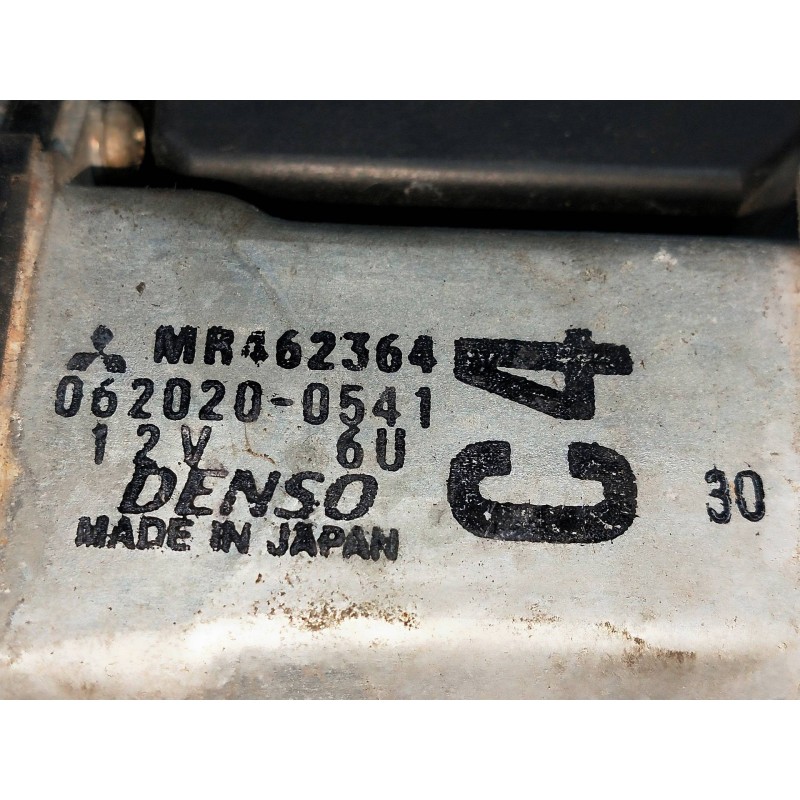 MR462364
062020-0541
12V 6U
DENSO
MADE IN JAPAN
C4
30